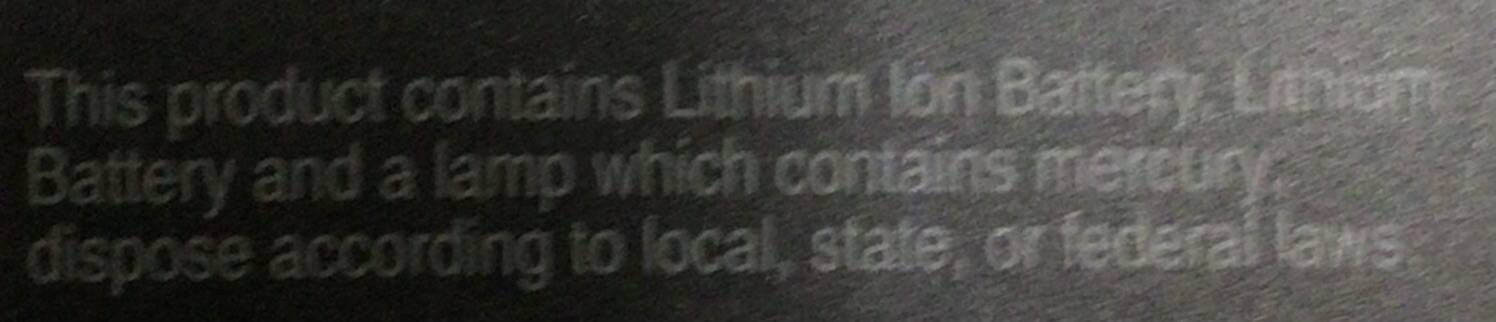 This product contains Lithium Ion Battery, Lithium
Battery and a lamp which contains mercury,
dispose according to local, state, or federal laws.